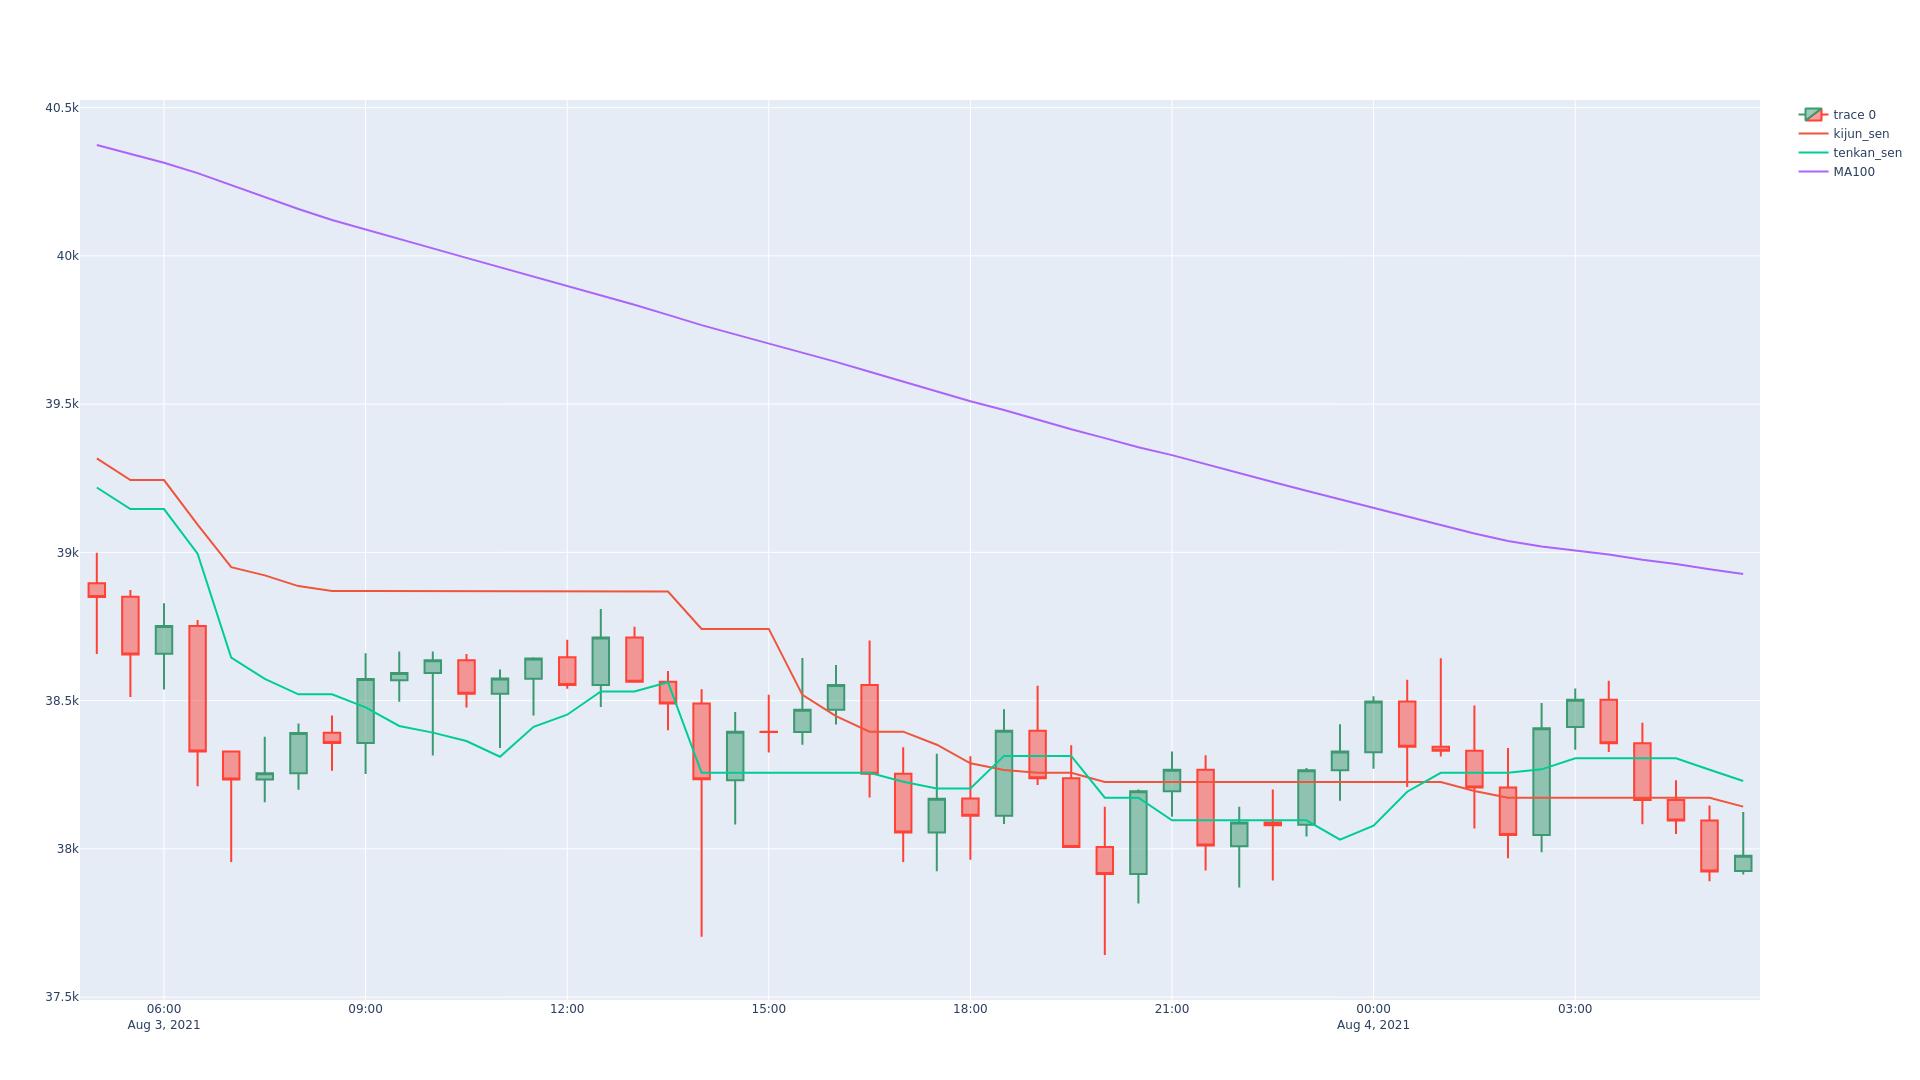 40.5k
40k
39.5k
39k
38.5k
38k
37.5k
06:00
Aug 3, 2021
09:00
12:00
15:00
18:00
21:00
00:00
Aug 4, 2021
03:00
trace 0
kijun_sen
tenkan_sen
MA100